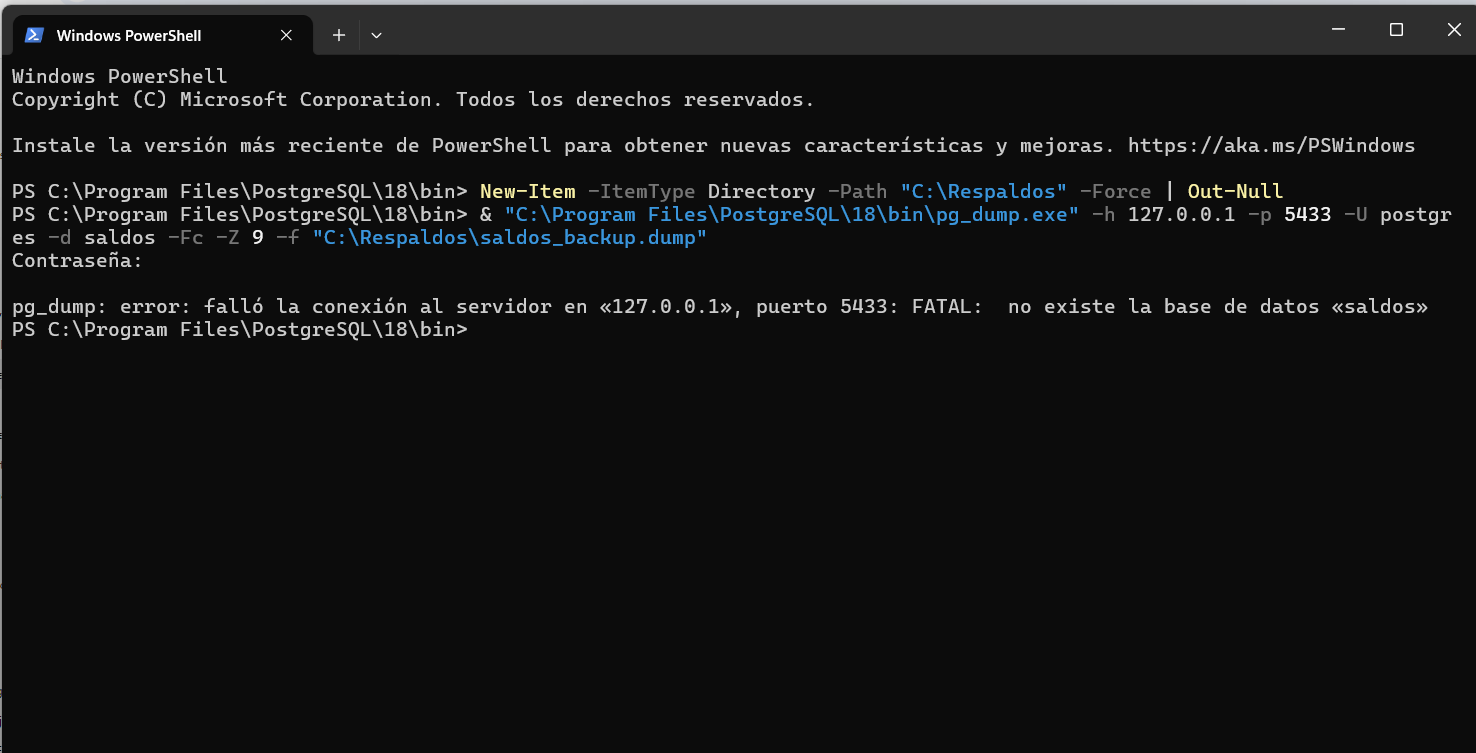 Windows PowerShell
Windows PowerShell
Copyright (C) Microsoft Corporation. Todos los derechos reservados.
Instale la versión más reciente de PowerShell para obtener nuevas características y mejoras. https://aka.ms/PSWindows
PS C:\Program Files\PostgreSQL\18\bin> New-Item -ItemType Directory -Path "C:\Respaldos" -Force | Out-Null
PS C:\Program Files\PostgreSQL\18\bin> & "C:\Program Files\PostgreSQL\18\bin\pg_dump.exe" -h 127.0.0.1 -p 5433 -U postgr
es -d saldos -Fc -Z 9 -f "C:\Respaldos\saldos_backup.dump"
Contraseña:
pg_dump: error: falló la conexión al servidor en «127.0.0.1», puerto 5433: FATAL:  no existe la base de datos «saldos»
PS C:\Program Files\PostgreSQL\18\bin>